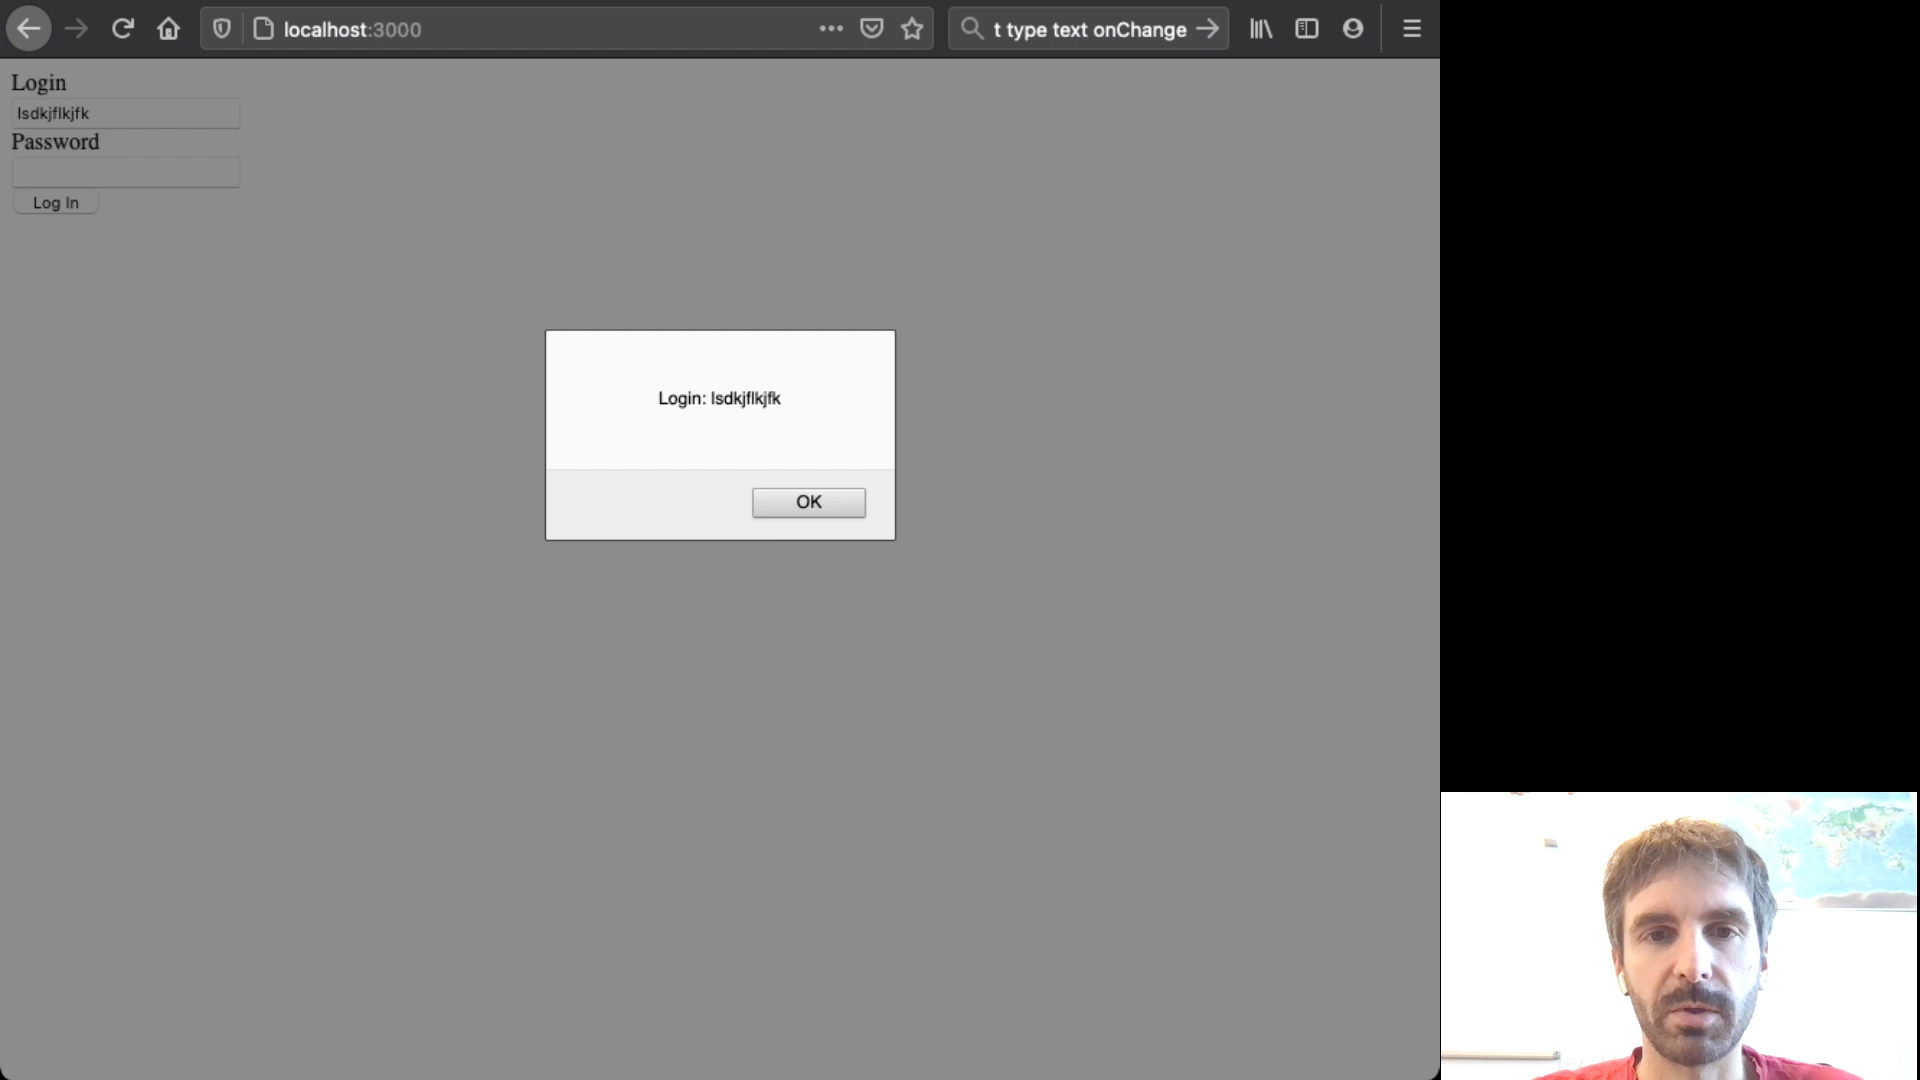 localhost:3000
t type text onChange
Login
lsdkjflkjfk
Password
Log In
Login: lsdkjflkjfk
OK